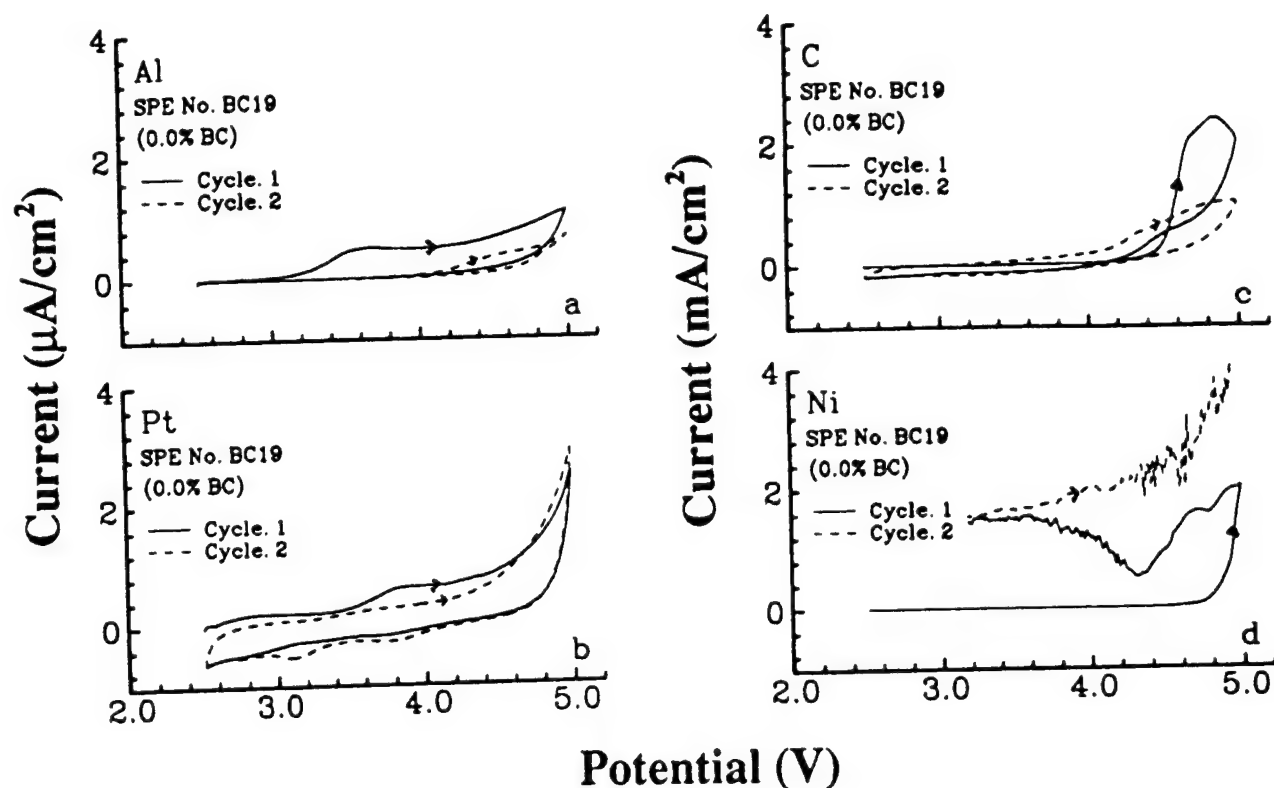 Current (μA/cm²)
4
2
0
Al
SPE No. BC19
(0.0% BC)
Cycle. 1
Cycle. 2
a
4
2
0
Pt
SPE No. BC19
(0.0% BC)
Cycle. 1
Cycle. 2
b
2.0 3.0 4.0 5.0
Current (mA/cm²)
4
2
0
C
SPE No. BC19
(0.0% BC)
Cycle. 1
Cycle. 2
c
4
2
0
Ni
SPE No. BC19
(0.0% BC)
Cycle. 1
Cycle. 2
d
2.0 3.0 4.0 5.0
Potential (V)